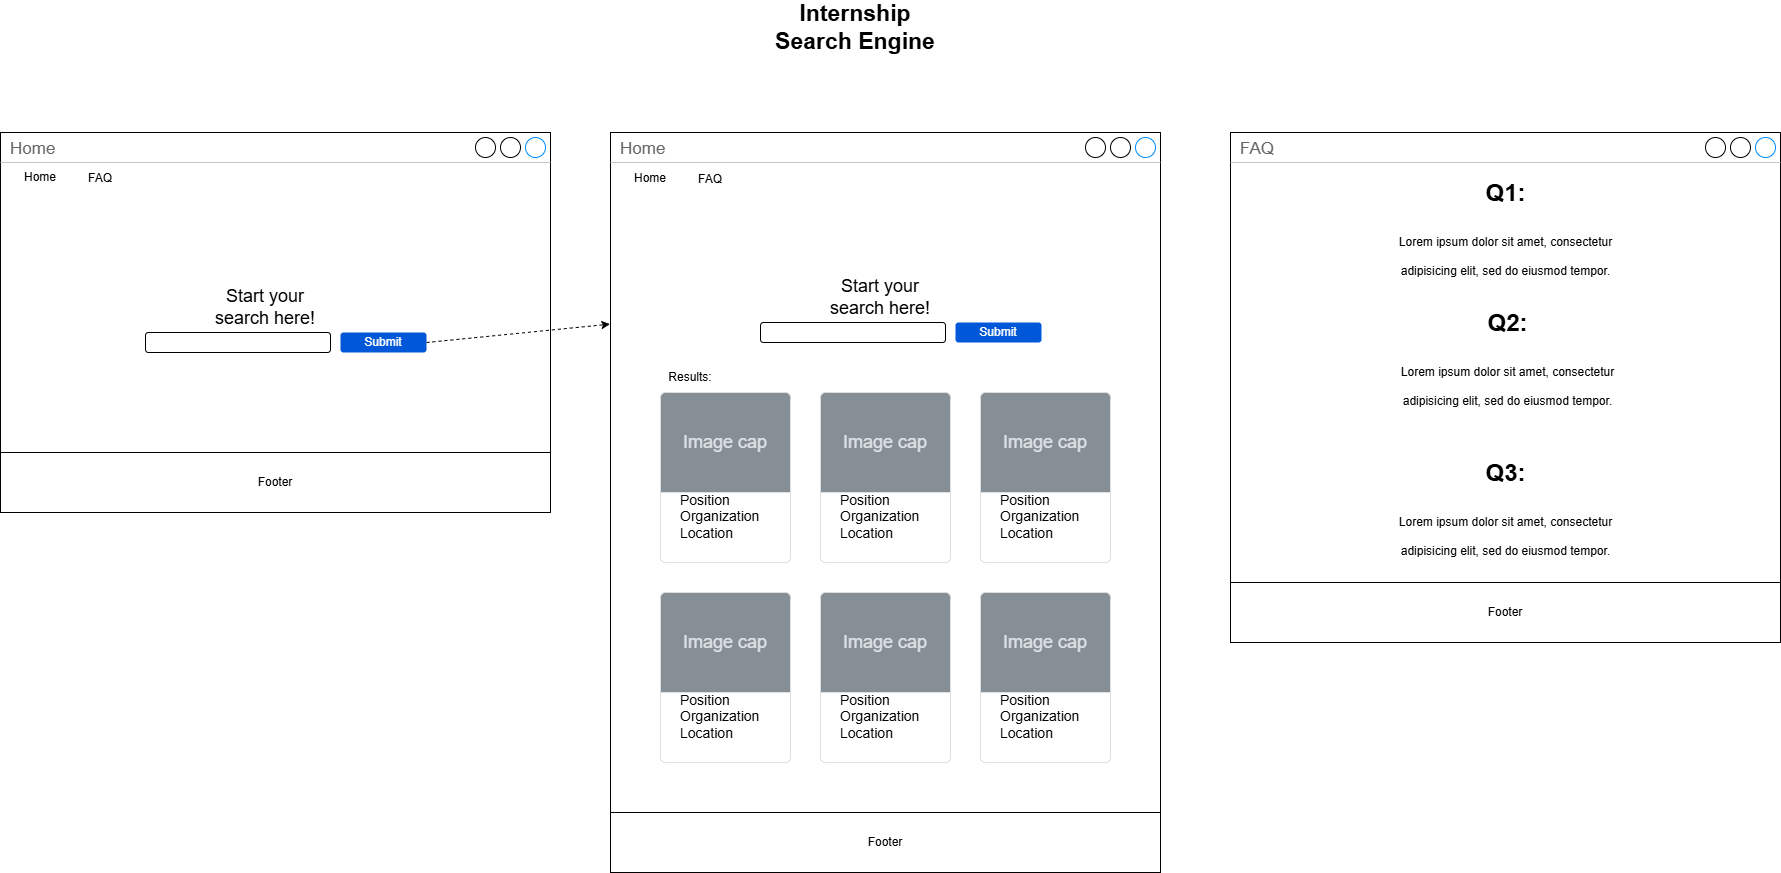 Internship
Search Engine
Home
Home
FAQ
Start your
search here!
Submit
Footer
Home
Home
FAQ
Start your
search here!
Submit
Results:
Image cap
Position
Organization
Location
Image cap
Position
Organization
Location
Image cap
Position
Organization
Location
Image cap
Position
Organization
Location
Image cap
Position
Organization
Location
Image cap
Position
Organization
Location
Footer
FAQ
Q1:
Lorem ipsum dolor sit amet, consectetur
adipisicing elit, sed do eiusmod tempor.
Q2:
Lorem ipsum dolor sit amet, consectetur
adipisicing elit, sed do eiusmod tempor.
Q3:
Lorem ipsum dolor sit amet, consectetur
adipisicing elit, sed do eiusmod tempor.
Footer